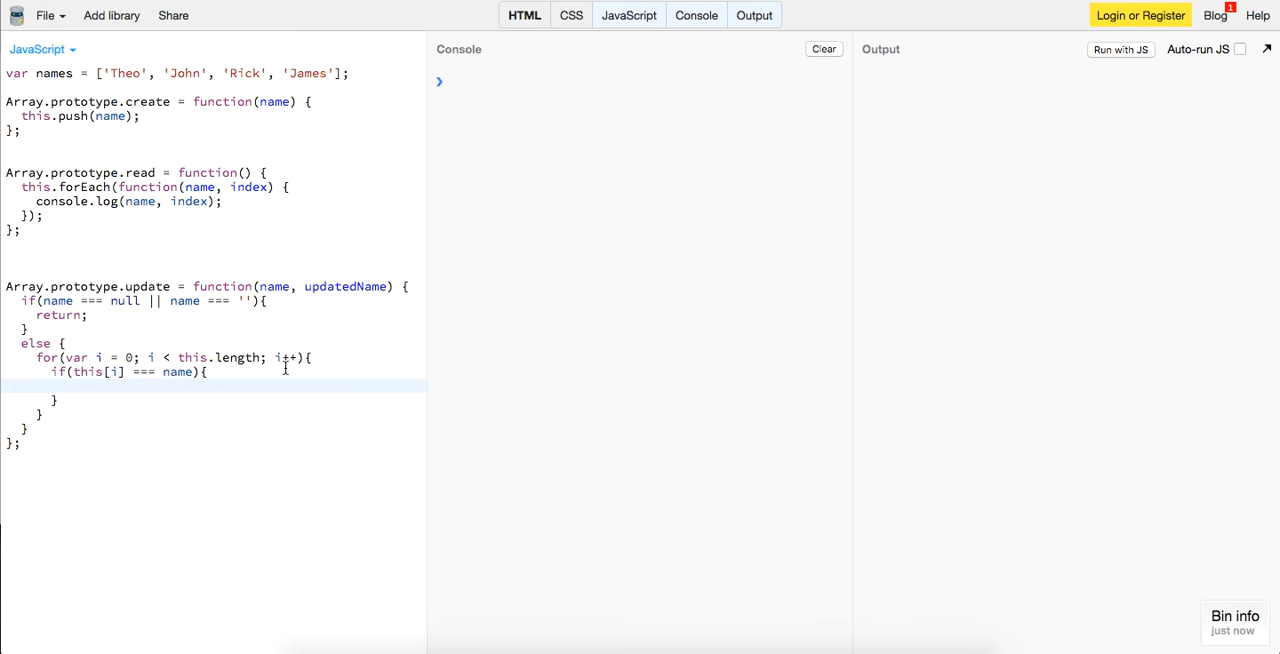 File Add library Share HTML CSS JavaScript Console Output Login or Register Blog 1 Help
JavaScript Console Clear Output Run with JS Auto-run JS
var names = ['Theo', 'John', 'Rick', 'James'];
Array.prototype.create = function(name) {
this.push(name);
};
Array.prototype.read = function() {
this.forEach(function(name, index) {
console.log(name, index);
});
};
Array.prototype.update = function(name, updatedName) {
if(name === null || name === ''){
return;
}
else {
for(var i = 0; i < this.length; i++){
if(this[i] === name){
}
}
}
};
Bin info
just now